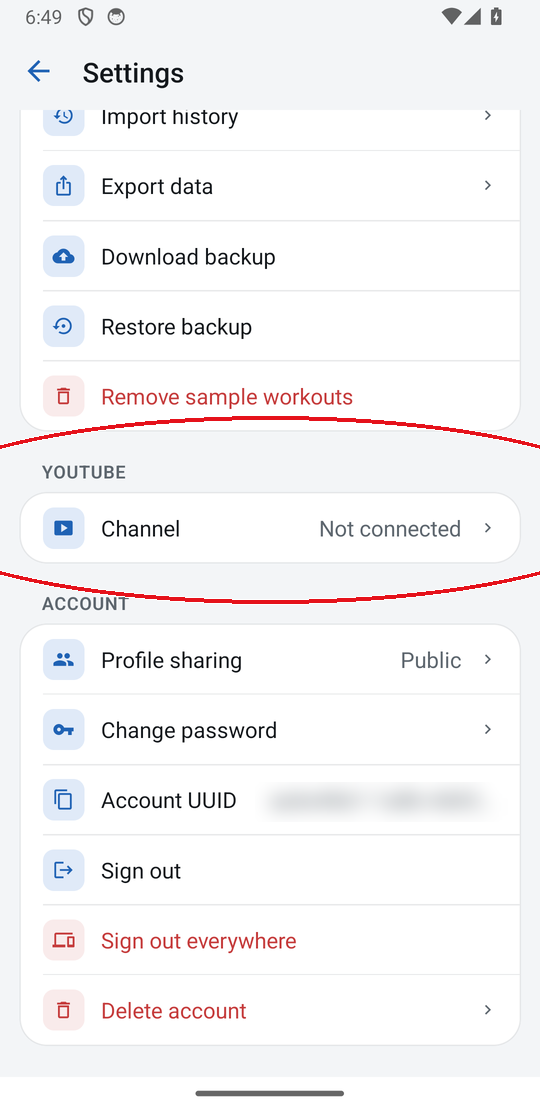 6:49
Settings
Import history
Export data
Download backup
Restore backup
Remove sample workouts
YOUTUBE
Channel Not connected
ACCOUNT
Profile sharing Public
Change password
Account UUID
Sign out
Sign out everywhere
Delete account